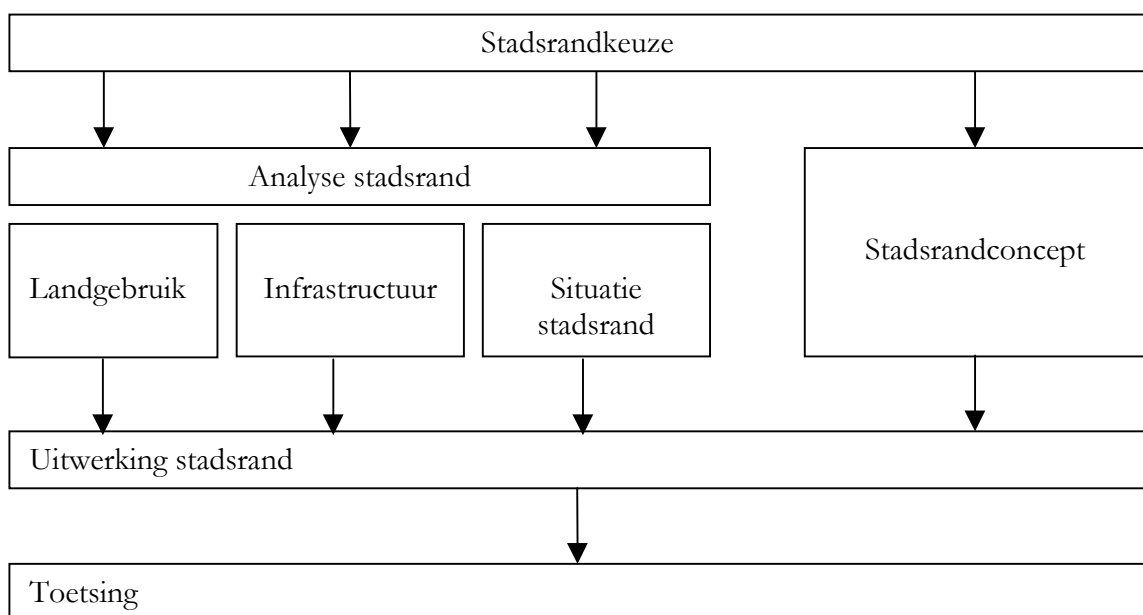 Stadsrandkeuze
Analyse stadsrand
Landgebruik
Infrastructuur
Situatie
stadsrand
Stadsrandconcept
Uitwerking stadsrand
Toetsing